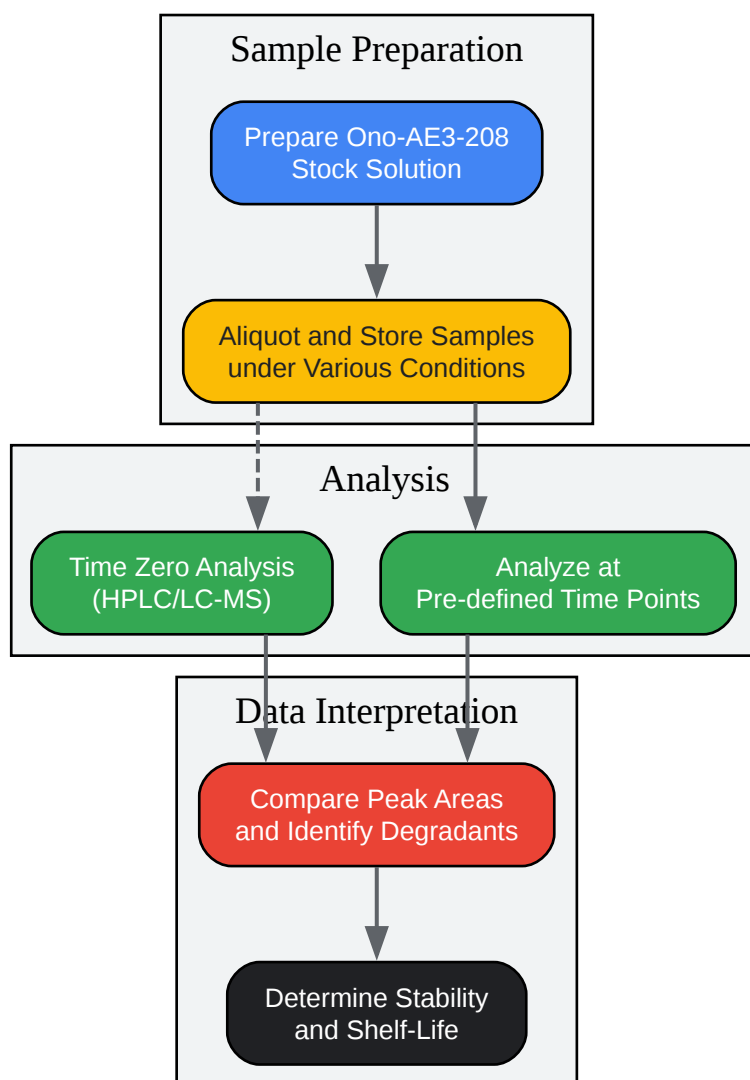 Sample Preparation
Prepare Ono-AE3-208
Stock Solution
Aliquot and Store Samples
under Various Conditions
Analysis
Time Zero Analysis
(HPLC/LC-MS)
Analyze at
Pre-defined Time Points
Data Interpretation
Compare Peak Areas
and Identify Degradants
Determine Stability
and Shelf-Life